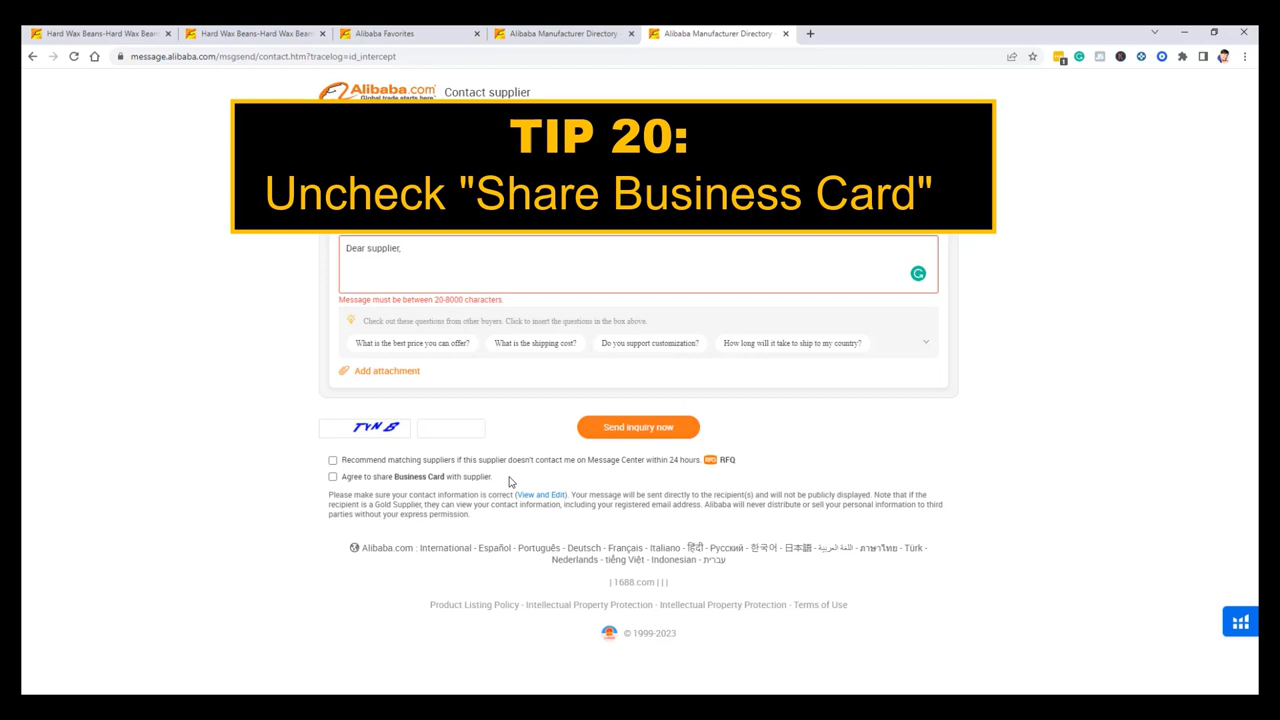 Hard Wax Beans-Hard Wax Bean
Hard Wax Beans-Hard Wax Beam
Alibaba Favorites
Alibaba Manufacturer Directory -
Alibaba Manufacturer Directory
message.alibaba.com/msgsend/contact.htm?tracelog=id_intercept
Alibaba.com Contact supplier
Global trade starts here.
TIP 20:
Uncheck "Share Business Card"
Dear supplier,
Message must be between 20-8000 characters.
Check out these questions from other buyers. Click to insert the questions in the box above.
What is the best price you can offer? What is the shipping cost? Do you support customization? How long will it take to ship to my country?
Add attachment
TYNB Send inquiry now
Recommend matching suppliers if this supplier doesn't contact me on Message Center within 24 hours. RFQ RFQ
Agree to share Business Card with supplier.
Please make sure your contact information is correct (View and Edit). Your message will be sent directly to the recipient(s) and will not be publicly displayed. Note that if the
recipient is a Gold Supplier, they can view your contact information, including your registered email address. Alibaba will never distribute or sell your personal information to third
parties without your express permission.
Alibaba.com : International - Español - Português - Deutsch - Français - Italiano - हिंदी - Pусский - 한국어 - 日本語 - اللغة العربية - ภาษาไทย - Türk -
Nederlands - tiếng Việt - Indonesian - עברית
| 1688.com | | |
Product Listing Policy - Intellectual Property Protection - Intellectual Property Protection - Terms of Use
© 1999-2023